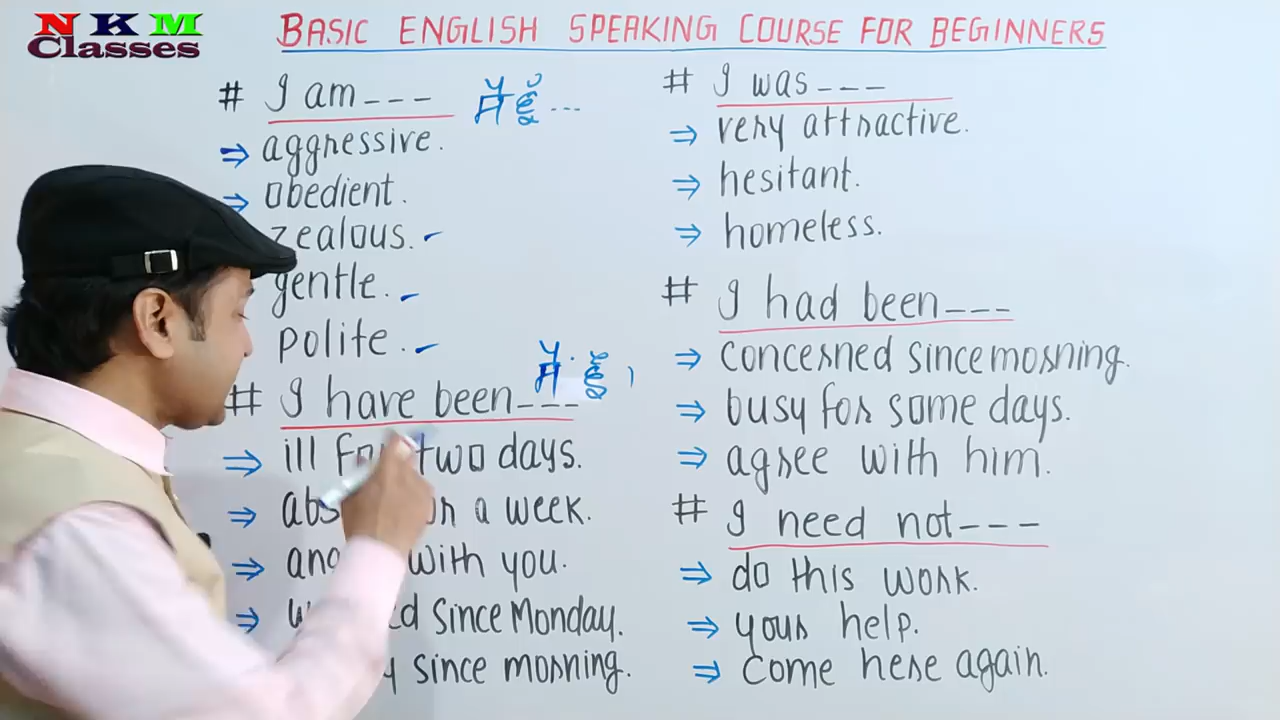 NKM
Classes
BASIC ENGLISH SPEAKING COURSE FOR BEGINNERS
# I am---
⇒ aggressive.
⇒ obedient.
zealous.
gentle.
polite.
# I have been---
⇒ ill for two days.
⇒ a week.
⇒ with you.
⇒ since Monday.
since morning.
# I was---
⇒ very attractive.
⇒ hesitant.
⇒ homeless.
# I had been---
⇒ concerned since morning.
⇒ busy for some days.
⇒ agree with him.
# I need not---
⇒ do this work.
⇒ your help.
⇒ come here again.